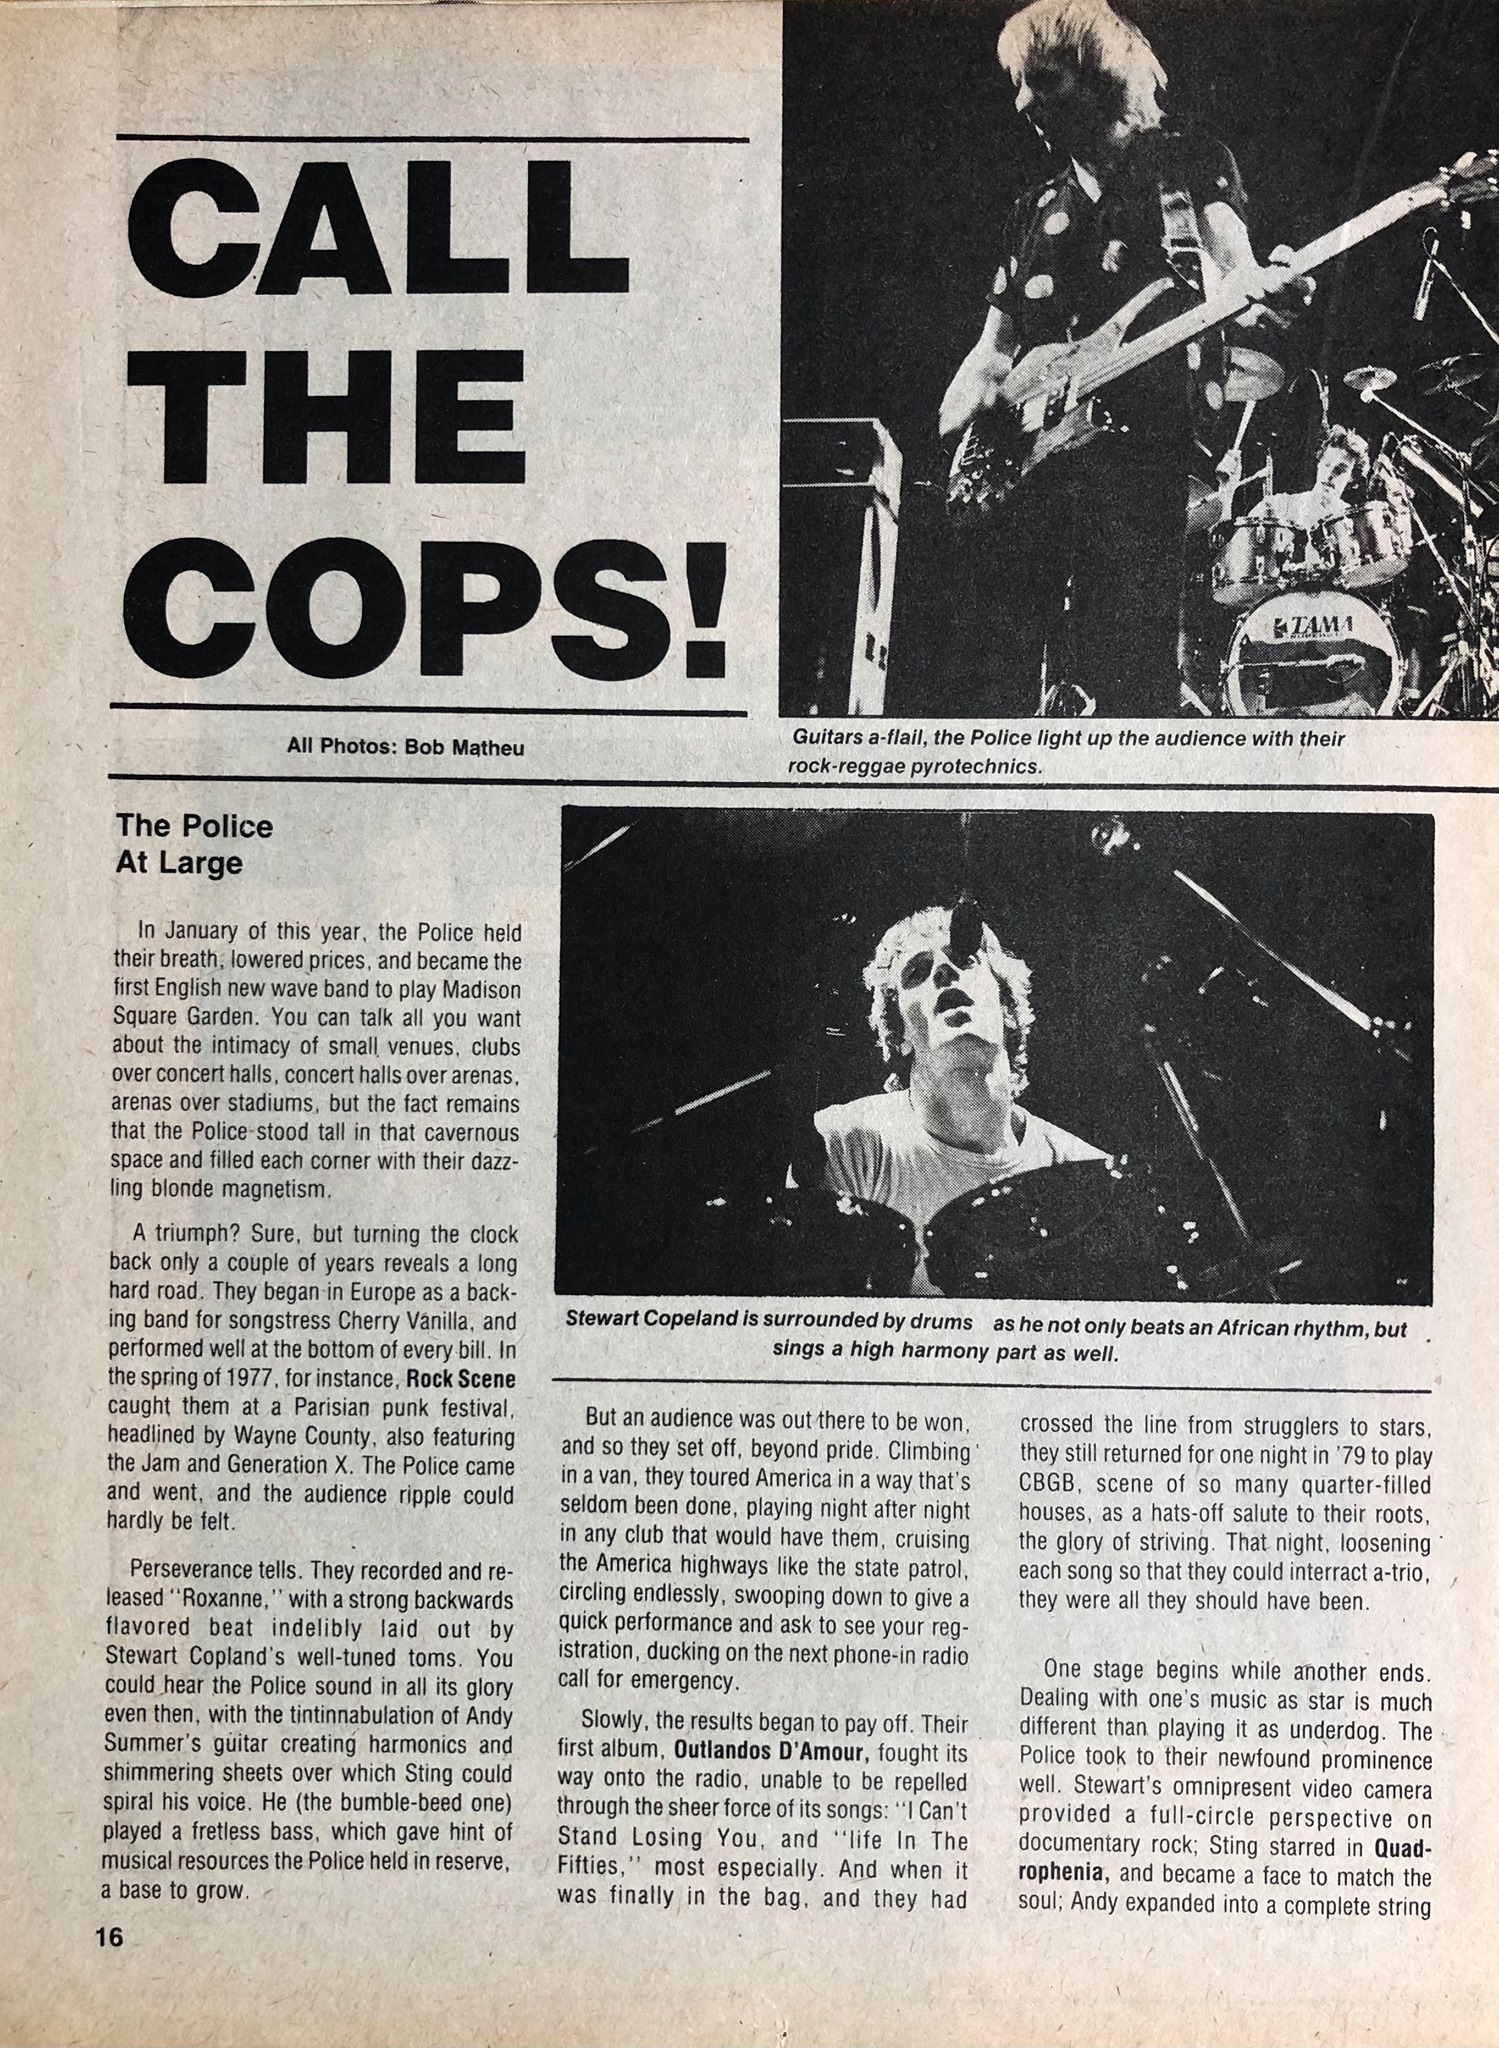 CALL
THE
COPS!
All Photos: Bob Matheu
TAMA
Guitars a-flail, the Police light up the audience with their
rock-reggae pyrotechnics.
The Police
At Large
In January of this year, the Police held
their breath, lowered prices, and became the
first English new wave band to play Madison
Square Garden. You can talk all you want
about the intimacy of small venues, clubs
over concert halls, concert halls over arenas,
arenas over stadiums, but the fact remains
that the Police stood tall in that cavernous
space and filled each corner with their dazz-
ling blonde magnetism.
A triumph? Sure, but turning the clock
back only a couple of years reveals a long
hard road. They began in Europe as a back-
ing band for songstress Cherry Vanilla, and
performed well at the bottom of every bill. In
the spring of 1977, for instance, Rock Scene
caught them at a Parisian punk festival,
headlined by Wayne County, also featuring
the Jam and Generation X. The Police came
and went, and the audience ripple could
hardly be felt.
Perseverance tells. They recorded and re-
leased "Roxanne," with a strong backwards
flavored beat indelibly laid out by
Stewart Copland's well-tuned toms. You
could hear the Police sound in all its glory
even then, with the tintinnabulation of Andy
Summer's guitar creating harmonics and
shimmering sheets over which Sting could
spiral his voice. He (the bumble-beed one)
played a fretless bass, which gave hint of
musical resources the Police held in reserve,
a base to grow.
Stewart Copeland is surrounded by drums as he not only beats an African rhythm, but
sings a high harmony part as well.
But an audience was out there to be won,
and so they set off, beyond pride. Climbing
in a van, they toured America in a way that's
seldom been done, playing night after night
in any club that would have them, cruising
the America highways like the state patrol,
circling endlessly, swooping down to give a
quick performance and ask to see your reg-
istration, ducking on the next phone-in radio
call for emergency.
Slowly, the results began to pay off. Their
first album, Outlandos D'Amour, fought its
way onto the radio, unable to be repelled
through the sheer force of its songs: "I Can't
Stand Losing You, and "life In The
Fifties," most especially. And when it
was finally in the bag, and they had
crossed the line from strugglers to stars,
they still returned for one night in '79 to play
CBGB, scene of so many quarter-filled
houses, as a hats-off salute to their roots,
the glory of striving. That night, loosening
each song so that they could interract a-trio,
they were all they should have been.
One stage begins while another ends.
Dealing with one's music as star is much
different than playing it as underdog. The
Police took to their newfound prominence
well. Stewart's omnipresent video camera
provided a full-circle perspective on
documentary rock; Sting starred in Quad-
rophenia, and became a face to match the
soul; Andy expanded into a complete string
16